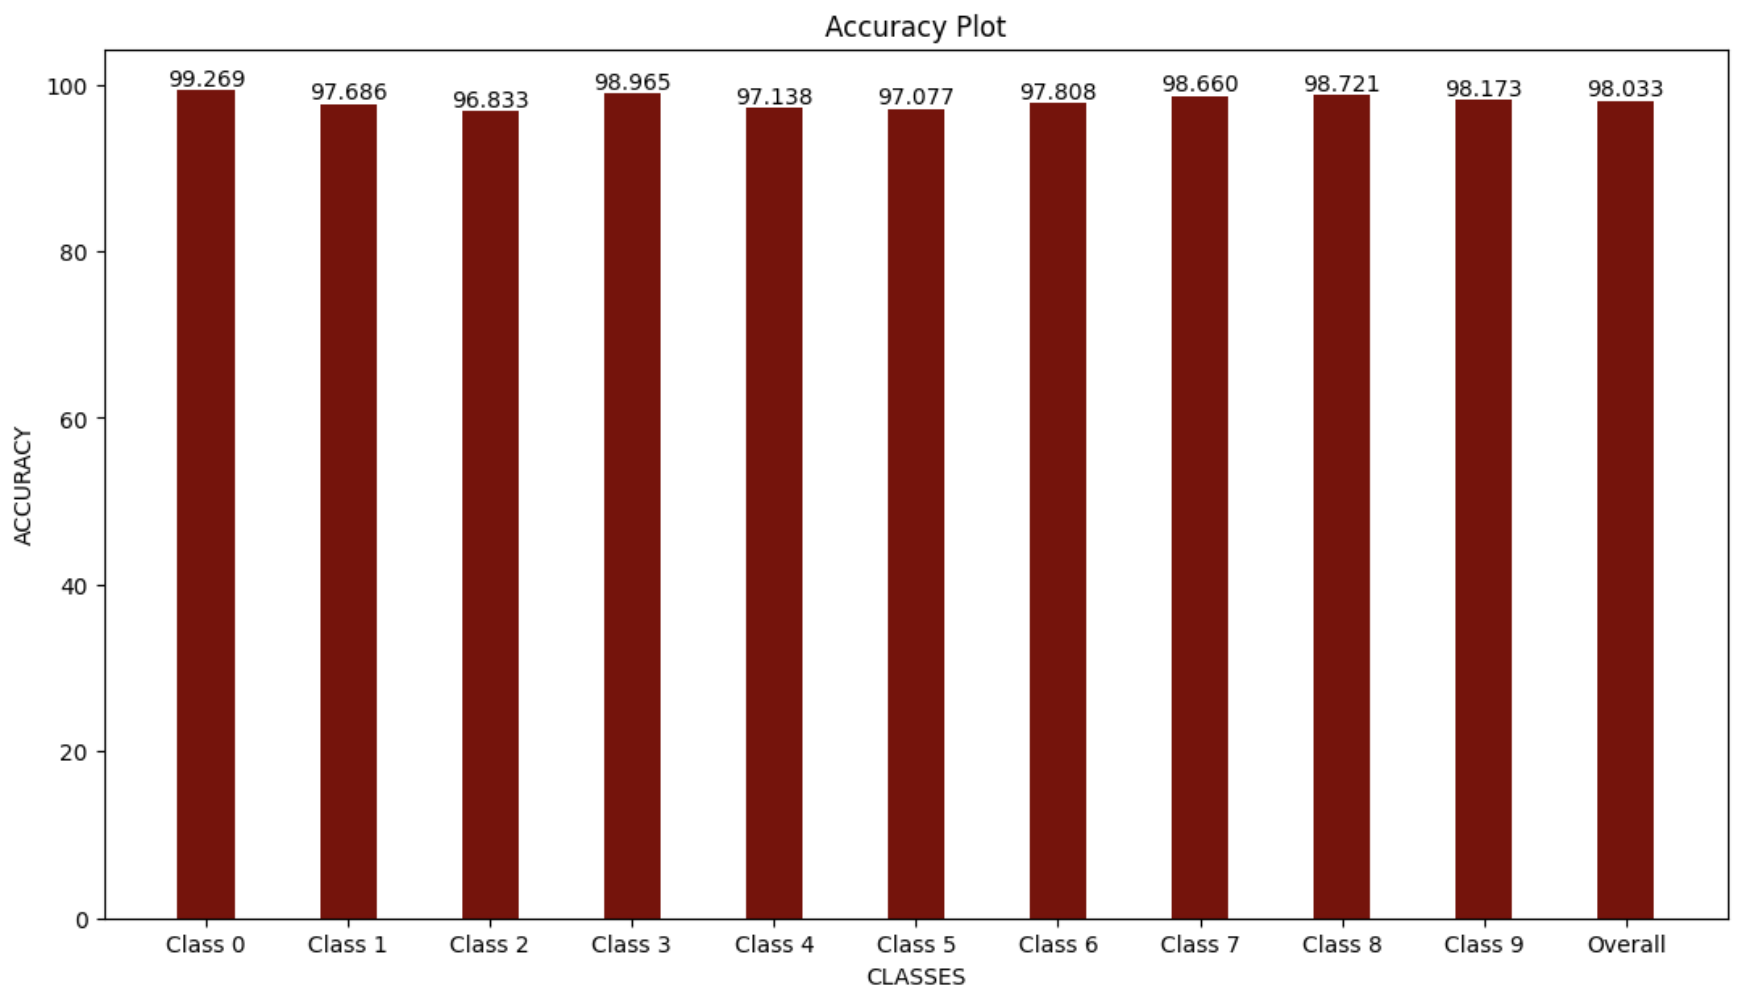 Accuracy Plot
ACCURACY
100
80
60
40
20
0
99.269 97.686 96.833 98.965 97.138 97.077 97.808 98.660 98.721 98.173 98.033
Class 0 Class 1 Class 2 Class 3 Class 4 Class 5 Class 6 Class 7 Class 8 Class 9 Overall
CLASSES